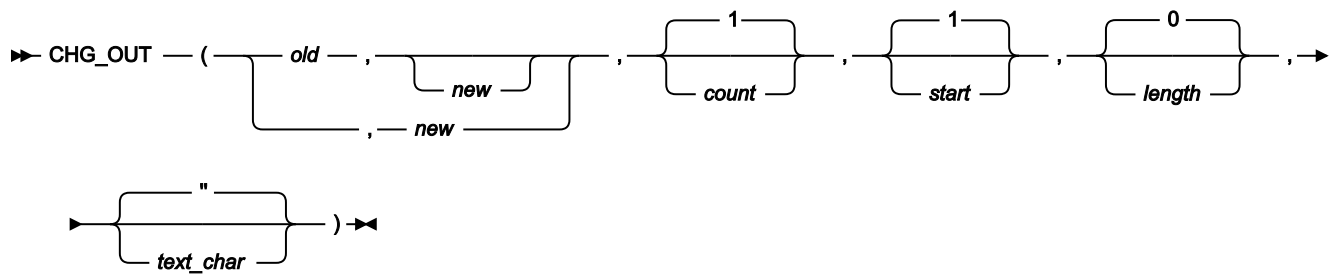 1 1 0
CHG_OUT ( old , new , count , start , length ,
, new
"
text_char )